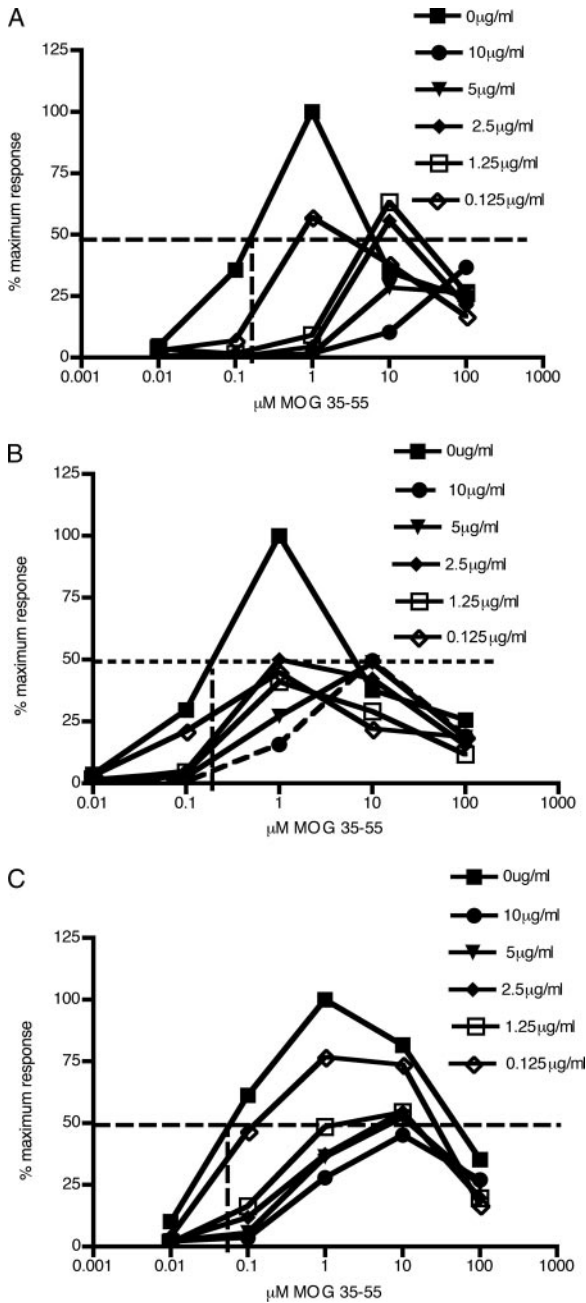 A
0µg/ml
10µg/ml
5µg/ml
2.5µg/ml
1.25µg/ml
0.125µg/ml
125
100
75
50
25
0
% maximum response
0.001 0.01 0.1 1 10 100 1000
µM MOG 35-55
B
0ug/ml
10µg/ml
5µg/ml
2.5µg/ml
1.25µg/ml
0.125µg/ml
125
100
75
50
25
0
% maximum response
0.01 0.1 1 10 100 1000
µM MOG 35-55
C
0ug/ml
10µg/ml
5µg/ml
2.5µg/ml
1.25µg/ml
0.125µg/ml
125
100
75
50
25
0
% maximum response
0.001 0.01 0.1 1 10 100 1000
µM MOG 35-55